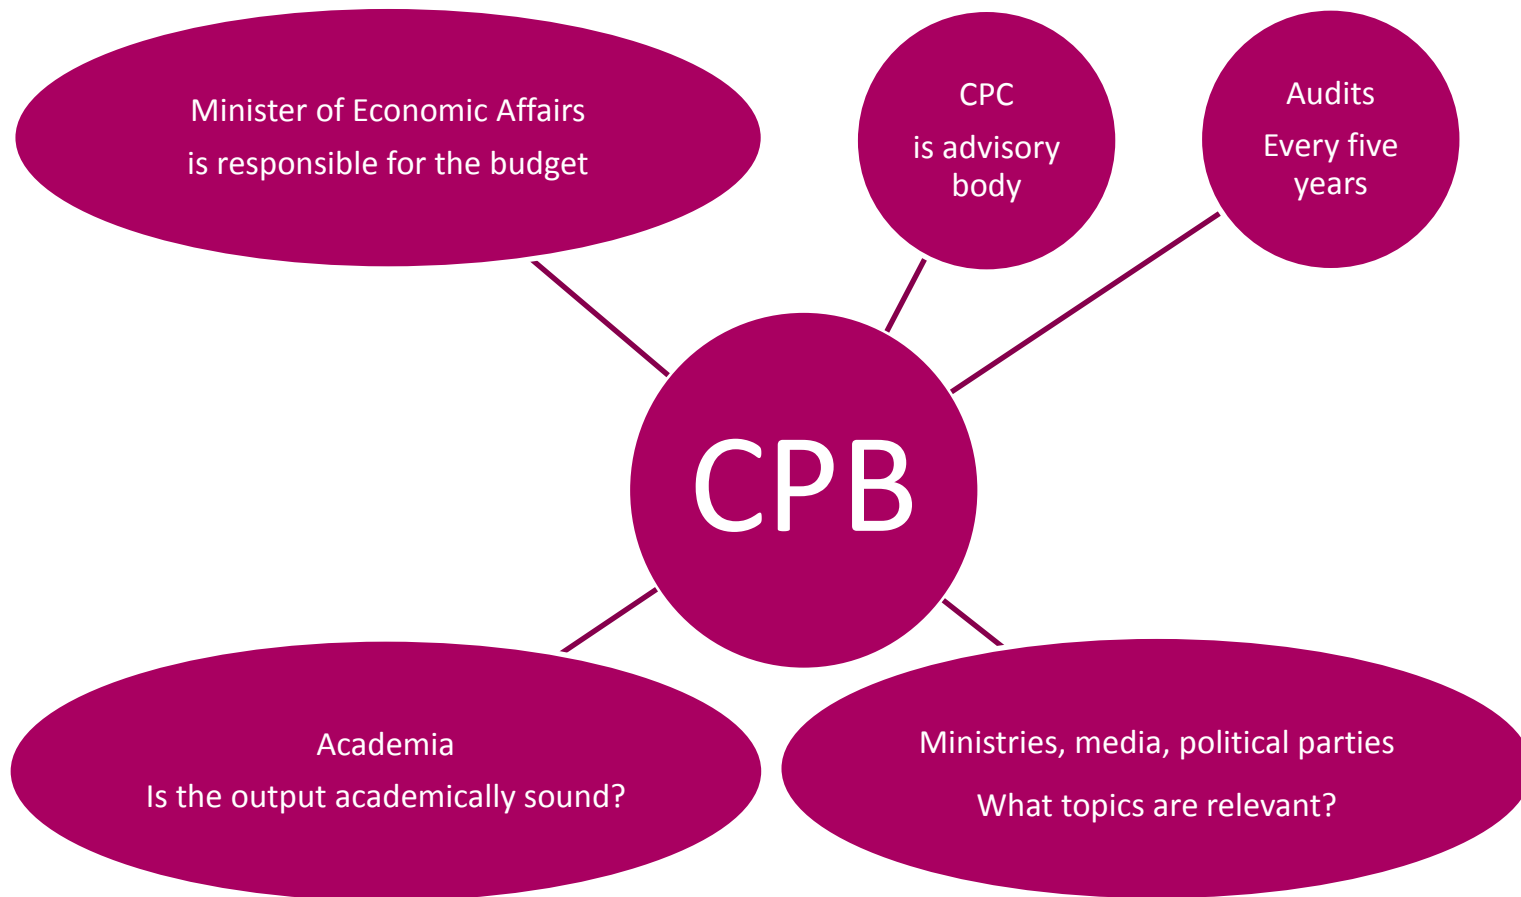 Minister of Economic Affairs
is responsible for the budget
CPC
is advisory
body
Audits
Every five
years
CPB
Academia
Is the output academically sound?
Ministries, media, political parties
What topics are relevant?